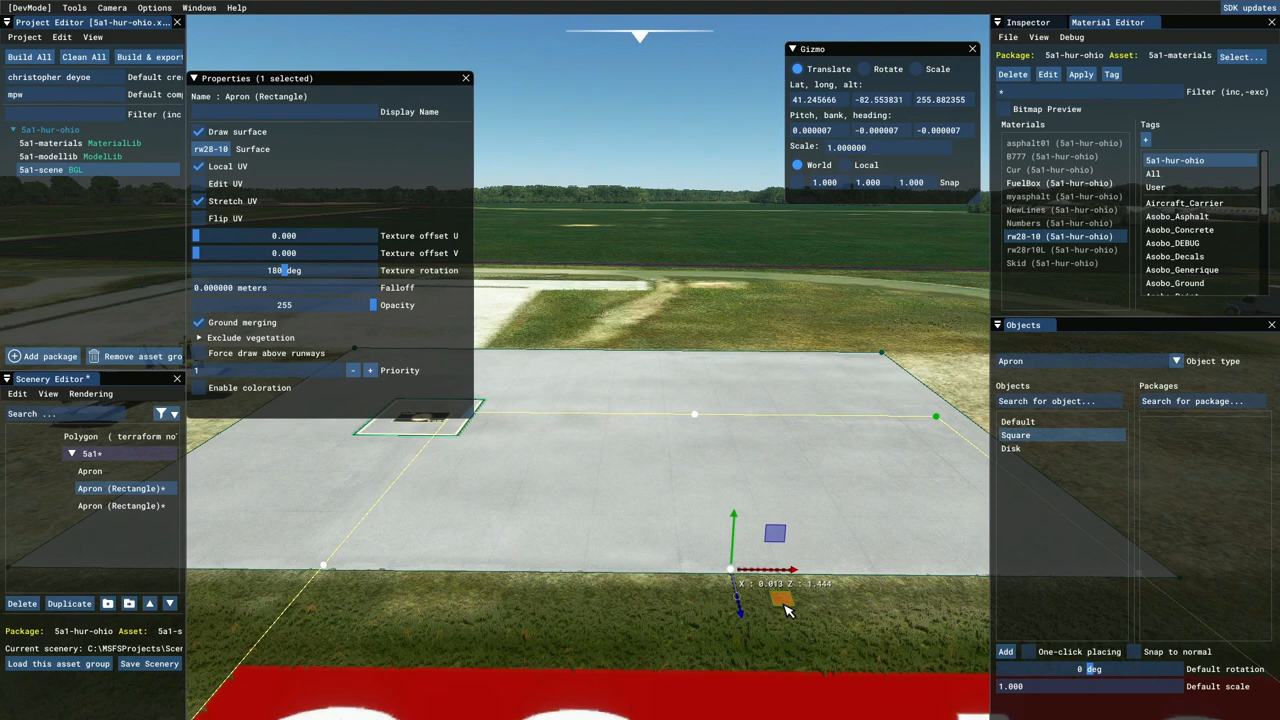 [DevMode] Tools Camera Options Windows Help SDK updates
Project Editor [5a1-hur-ohio.x...
Project Edit View
Build All Clean All Build & export
christopher deyoe Default cre
mpw Default comp
Filter (inc
5a1-hur-ohio
5a1-materials MaterialLib
5a1-modellib ModelLib
5a1-scene BGL
Add package Remove asset gro
Scenery Editor*
Edit View Rendering
Search ...
Polygon ( terraform no
5a1*
Apron
Apron (Rectangle)*
Apron (Rectangle)*
Delete Duplicate
Package: 5a1-hur-ohio Asset: 5a1-s
Current scenery: C:\MSFSProjects\Scen
Load this asset group Save Scenery
Properties (1 selected)
Name : Apron (Rectangle)
Display Name
Draw surface
rw28-10 Surface
Local UV
Edit UV
Stretch UV
Flip UV
0.000 Texture offset U
0.000 Texture offset V
180 deg Texture rotation
0.000000 meters Falloff
255 Opacity
Ground merging
Exclude vegetation
Force draw above runways
1 - + Priority
Enable coloration
Gizmo
Translate Rotate Scale
Lat, long, alt:
41.245666 -82.553831 255.882355
Pitch, bank, heading:
0.000007 -0.000007 -0.000007
Scale: 1.000000
World Local
1.000 1.000 1.000 Snap
X : 0.013 Z : 1.444
Inspector Material Editor
File View Debug
Package: 5a1-hur-ohio Asset: 5a1-materials Select...
Delete Edit Apply Tag
* Filter (inc,-exc)
Bitmap Preview
Materials
asphalt01 (5a1-hur-ohio)
B777 (5a1-hur-ohio)
Cur (5a1-hur-ohio)
FuelBox (5a1-hur-ohio)
myasphalt (5a1-hur-ohio)
NewLines (5a1-hur-ohio)
Numbers (5a1-hur-ohio)
rw28-10 (5a1-hur-ohio)
rw28r10L (5a1-hur-ohio)
Skid (5a1-hur-ohio)
Tags
+
5a1-hur-ohio
All
User
Aircraft_Carrier
Asobo_Asphalt
Asobo_Concrete
Asobo_DEBUG
Asobo_Decals
Asobo_Generique
Asobo_Ground
Objects
Apron Object type
Objects Packages
Search for object... Search for package...
Default
Square
Disk
Add One-click placing Snap to normal
0 deg Default rotation
1.000 Default scale